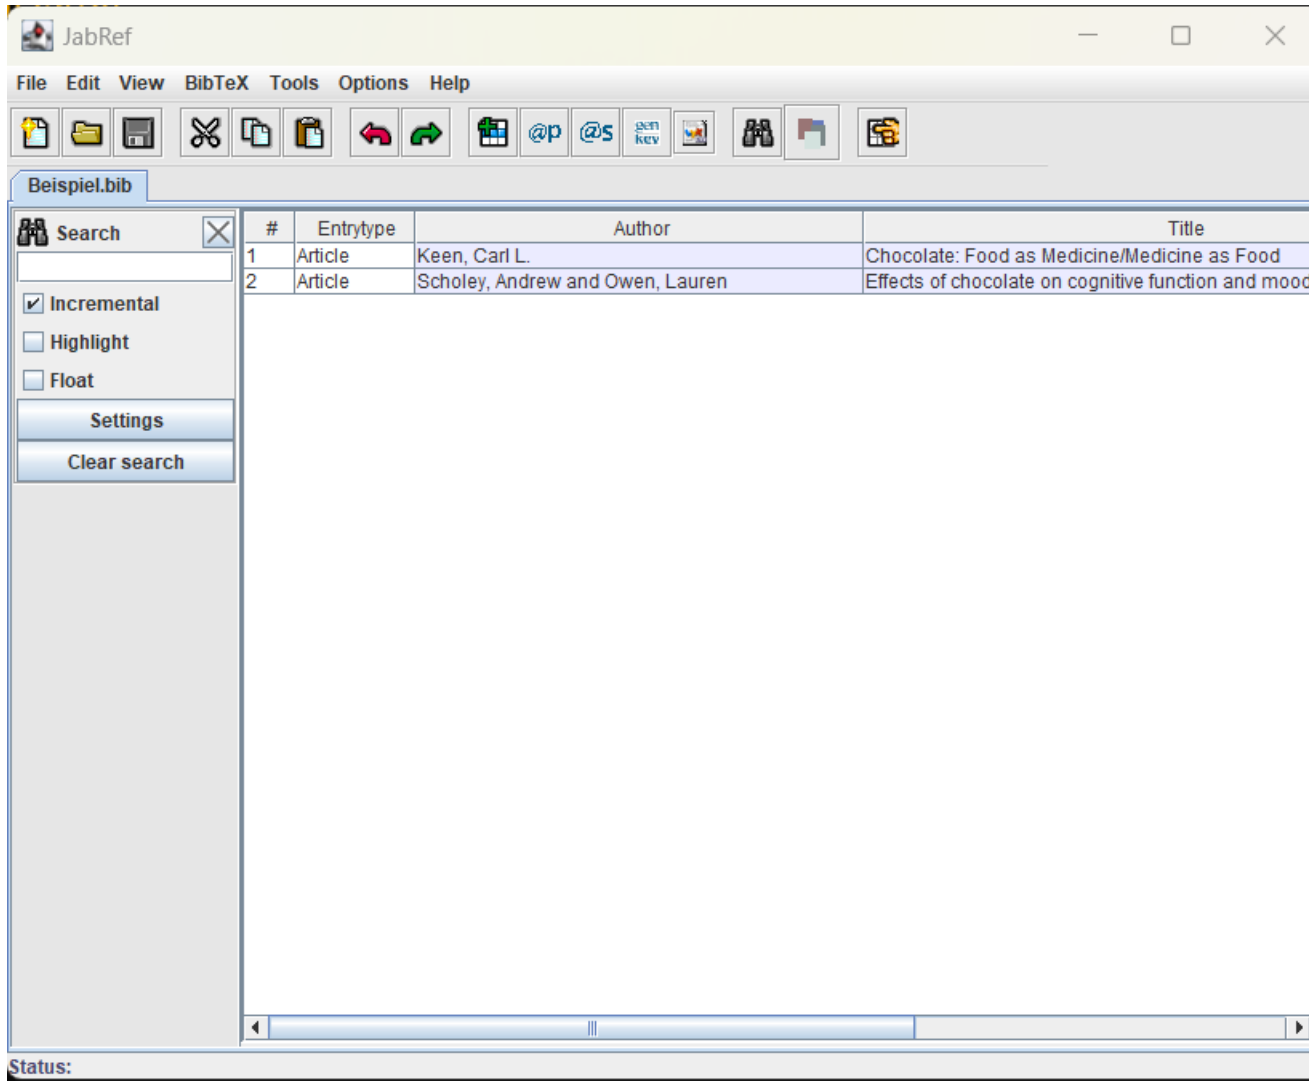 JabRef
File Edit View BibTeX Tools Options Help
@p @s gen key
Beispiel.bib
Search
Incremental
Highlight
Float
Settings
Clear search
# Entrytype Author Title
1 Article Keen, Carl L. Chocolate: Food as Medicine/Medicine as Food
2 Article Scholey, Andrew and Owen, Lauren Effects of chocolate on cognitive function and mood
Status: